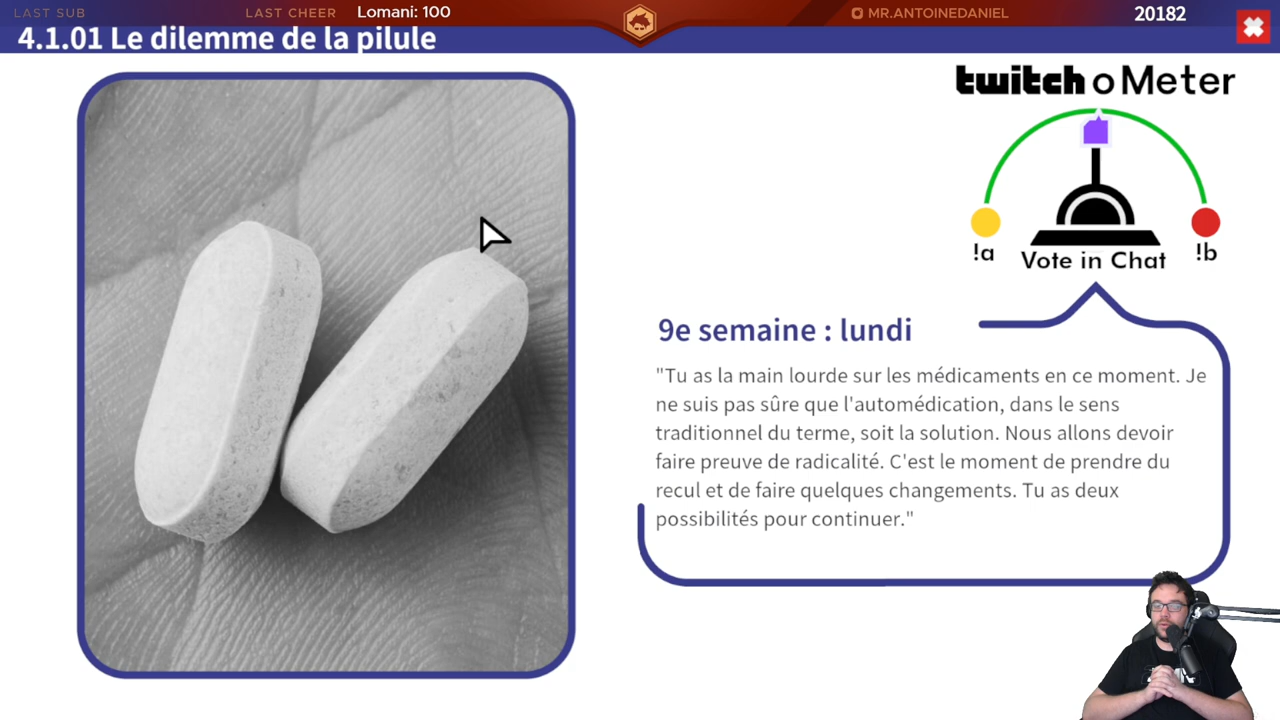 LAST SUB
LAST CHEER
Lomani: 100
MR.ANTOINEDANIEL
20182
4.1.01 Le dilemme de la pilule
twitch o Meter
!a
Vote in Chat
!b
9e semaine : lundi
"Tu as la main lourde sur les médicaments en ce moment. Je
ne suis pas sûre que l'automédication, dans le sens
traditionnel du terme, soit la solution. Nous allons devoir
faire preuve de radicalité. C'est le moment de prendre du
recul et de faire quelques changements. Tu as deux
possibilités pour continuer."